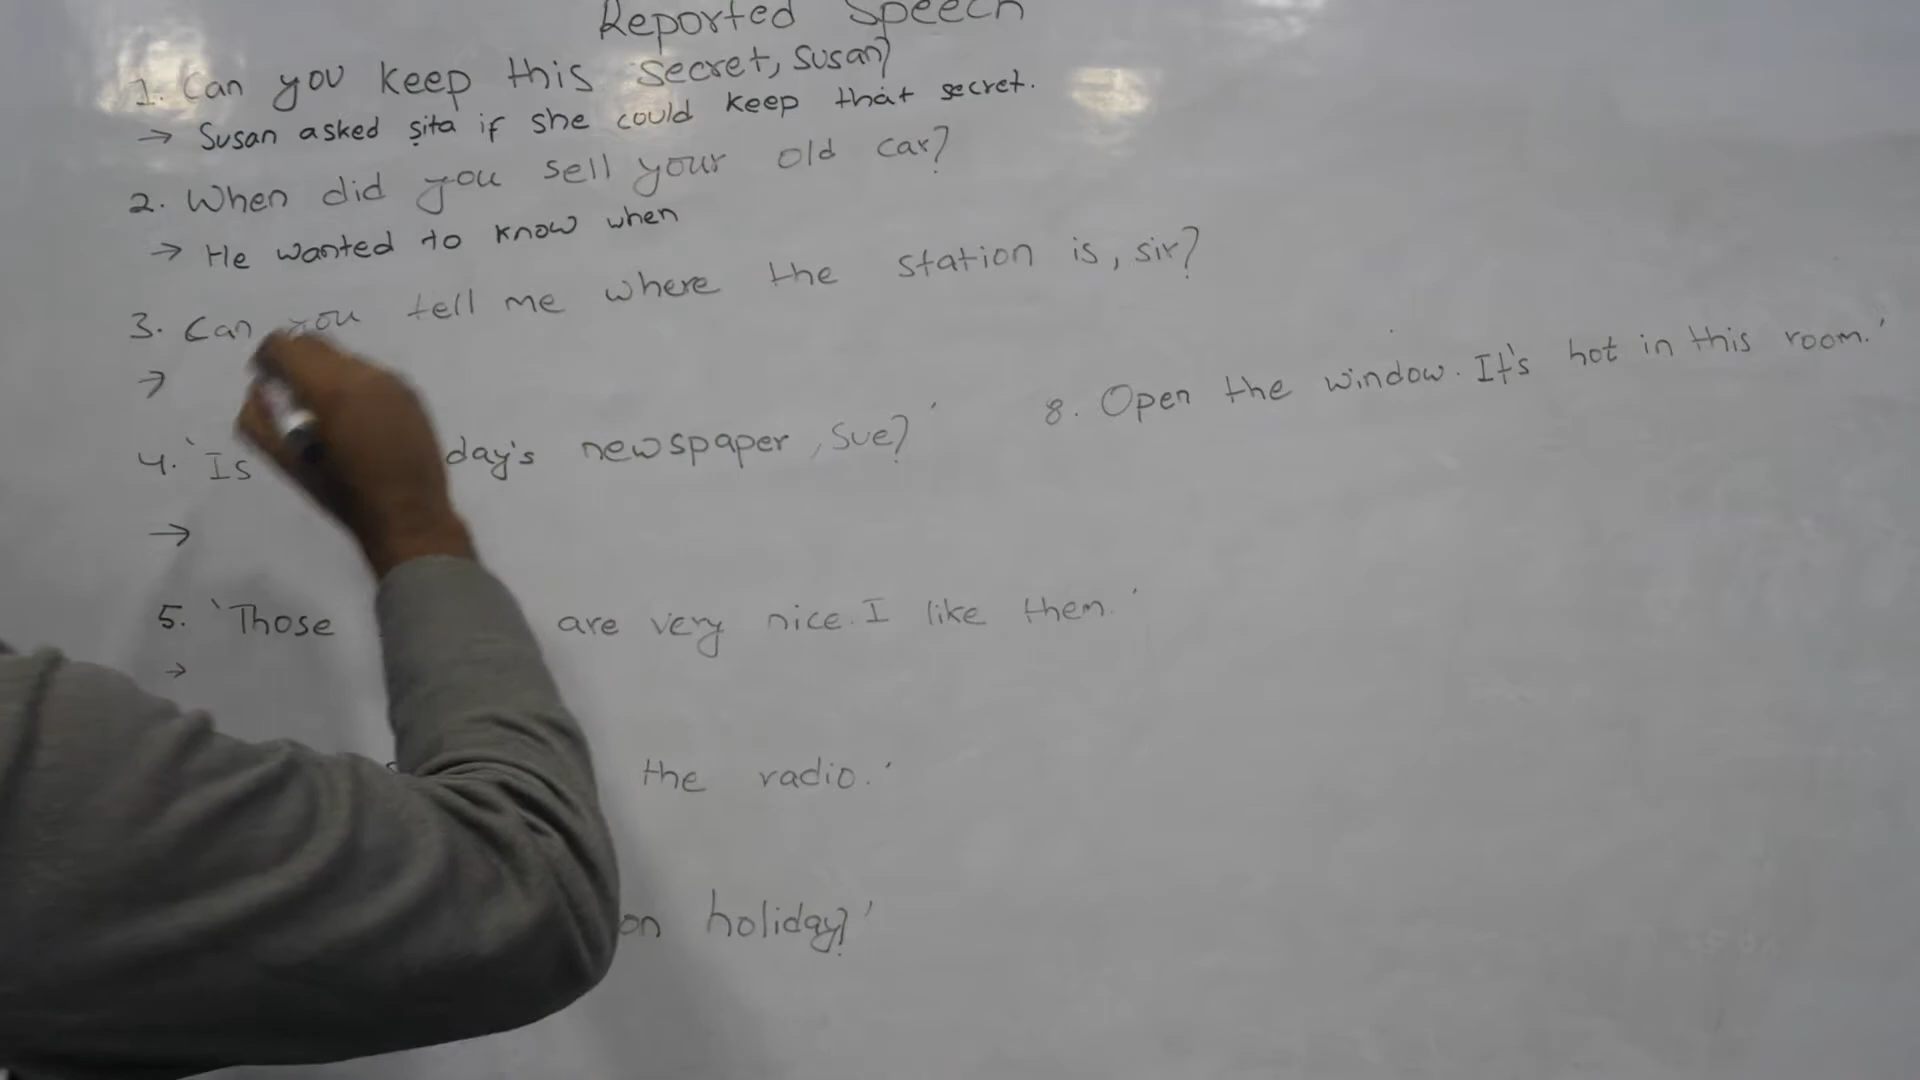 Reported Speech
1. Can you keep this secret, Susan?
→ Susan asked sita if she could keep that secret.
2. When did you sell your old car?
→ He wanted to know when
3. Can you tell me where the station is, sir?
→
4. 'Is day's newspaper, Sue?'
→
5. 'Those are very nice. I like them.'
→
the radio.'
on holiday?'
8. Open the window. It's hot in this room.'